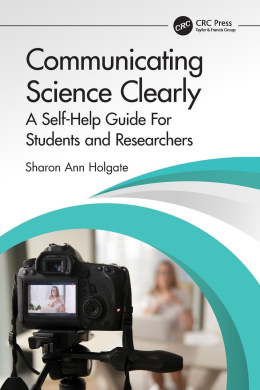 CRC Press
Taylor & Francis Group
Communicating
Science Clearly
A Self-Help Guide For
Students and Researchers
Sharon Ann Holgate